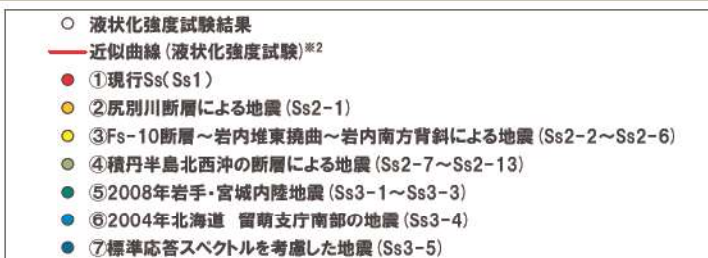 液状化強度試験結果
近似曲線(液状化強度試験)※2
①現行Ss(Ss1)
②尻別川断層による地震(Ss2-1)
③Fs-10断層～岩内堆東撓曲～岩内南方背斜による地震(Ss2-2～Ss2-6)
④積丹半島北西沖の断層による地震(Ss2-7～Ss2-13)
⑤2008年岩手・宮城内陸地震(Ss3-1～Ss3-3)
⑥2004年北海道 留萌支庁南部の地震(Ss3-4)
⑦標準応答スペクトルを考慮した地震(Ss3-5)